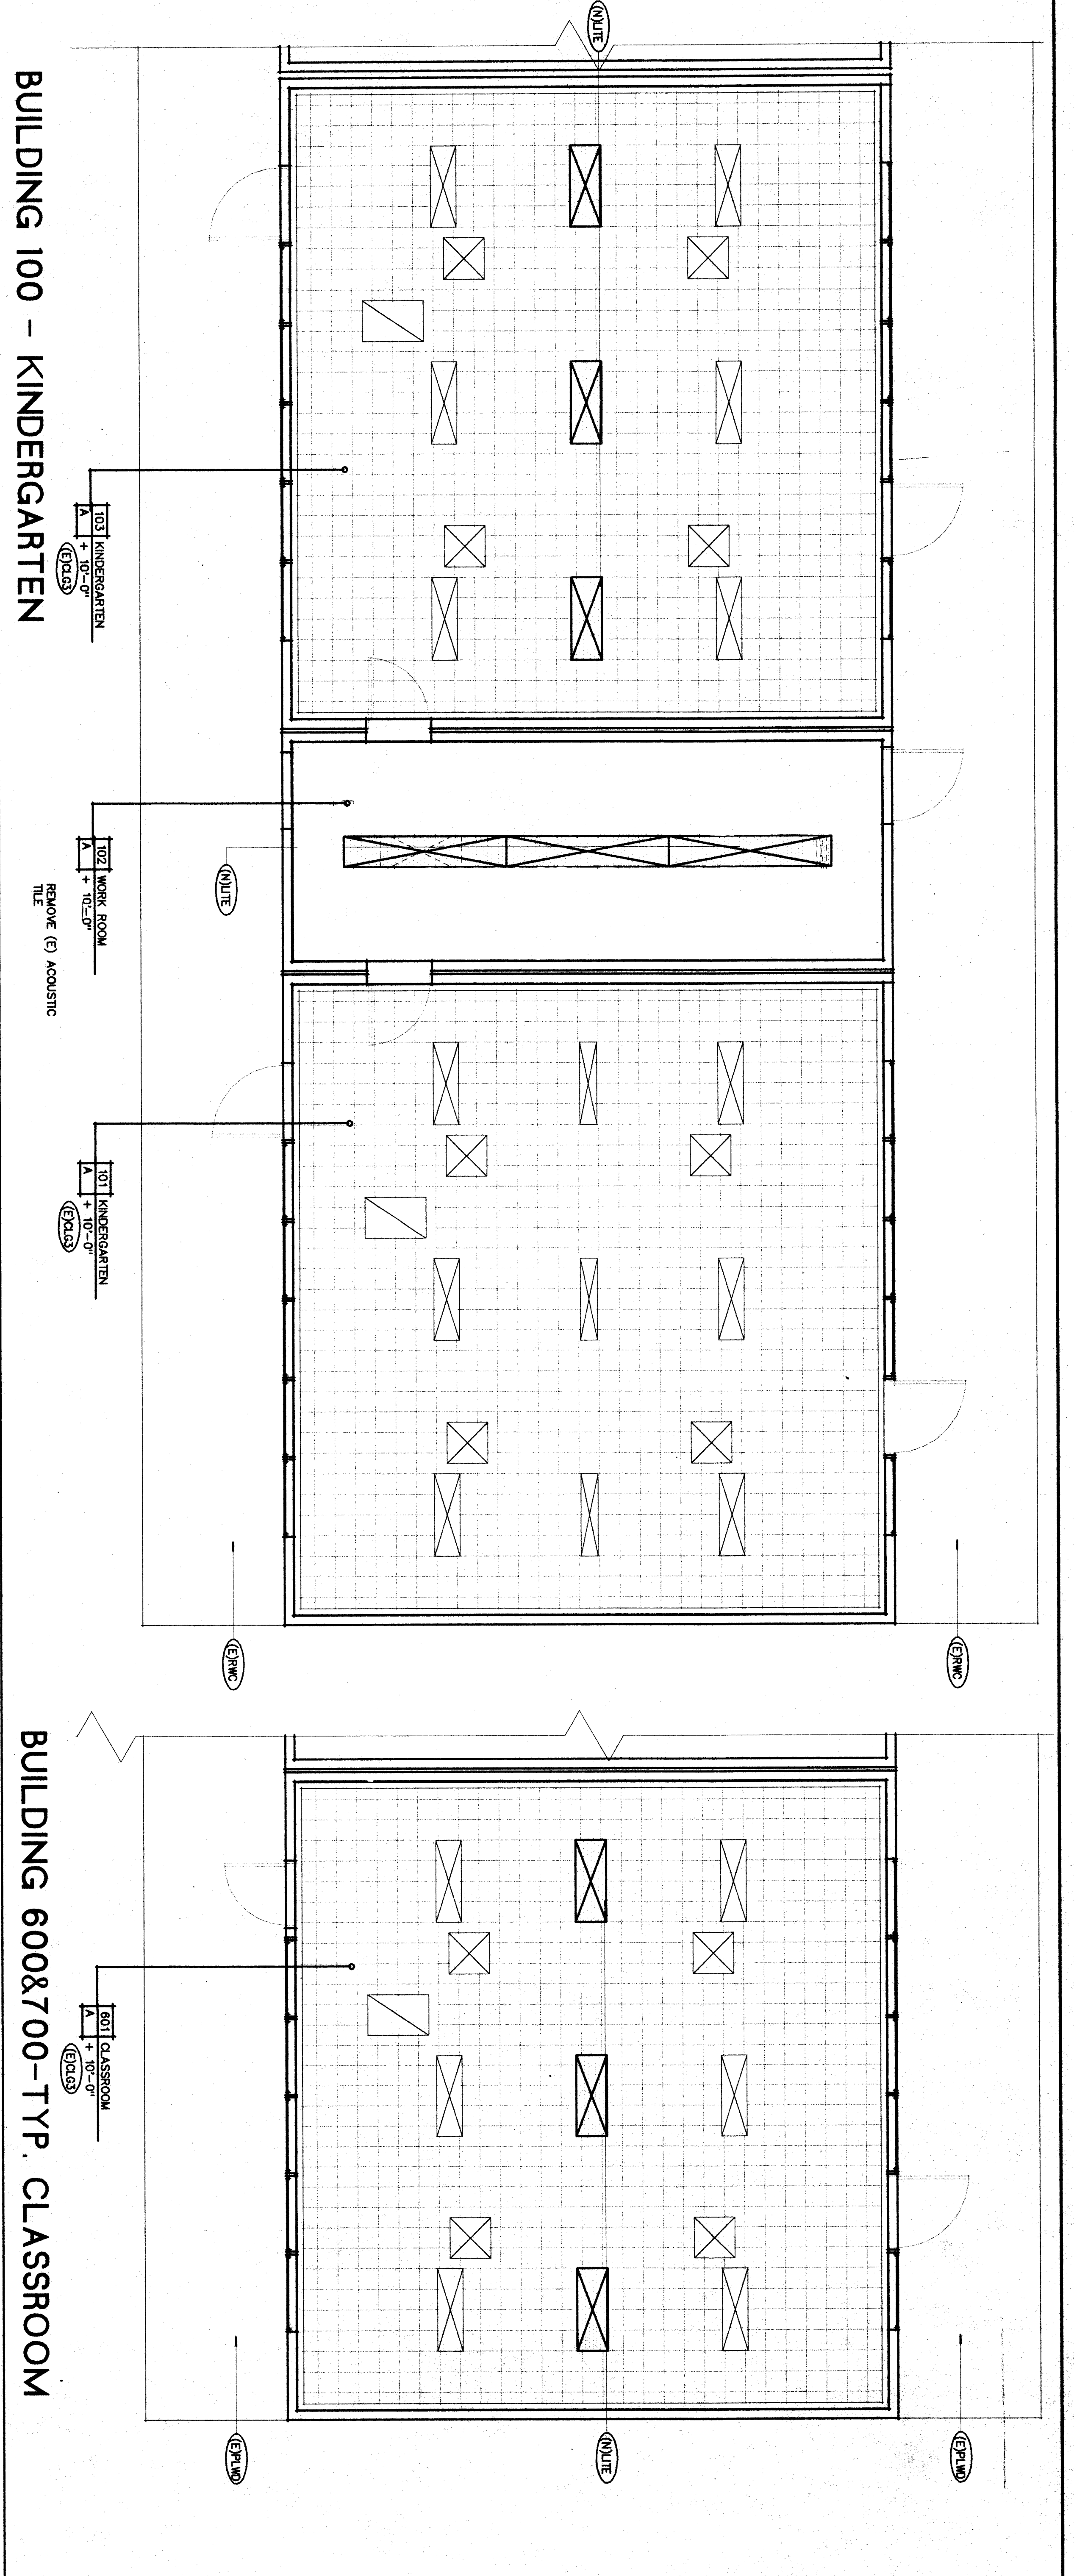 (N)LITE
103 KINDERGARTEN
A + 10'-0"
(E)CLG3
102 WORK ROOM
A + 10'-0"
REMOVE (E) ACOUSTIC
TILE
(N)LITE
101 KINDERGARTEN
A + 10'-0"
(E)CLG3
(E)RWC
(E)RWC
BUILDING 100 - KINDERGARTEN
601 CLASSROOM
A + 10'-0"
(E)CLG3
(E)PLWD
(N)LITE
(E)PLWD
BUILDING 600&700-TYP. CLASSROOM